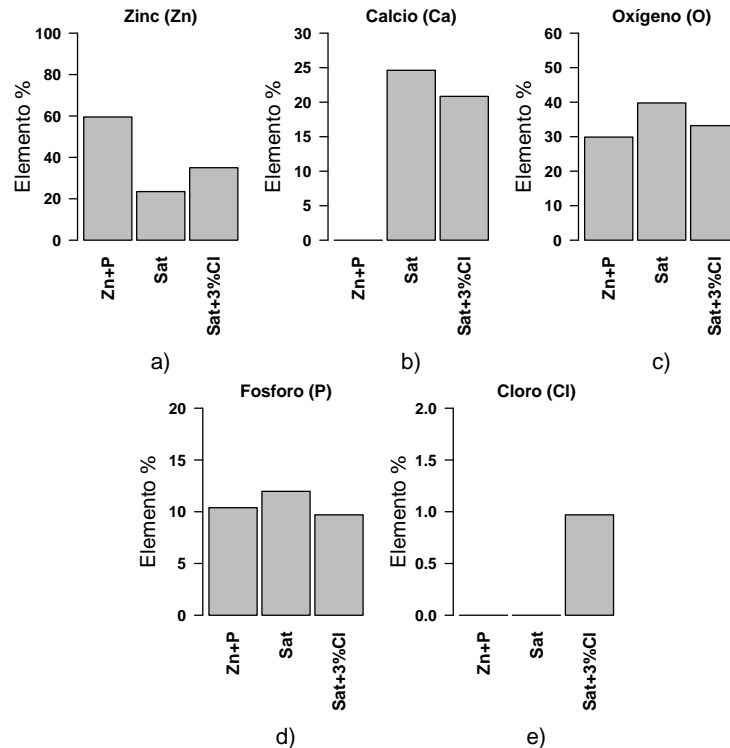 Zinc (Zn)
Elemento %
100
80
60
40
20
0
Zn+P
Sat
Sat+3%Cl
a)
Calcio (Ca)
Elemento %
30
25
20
15
10
5
0
Zn+P
Sat
Sat+3%Cl
b)
Oxígeno (O)
Elemento %
60
50
40
30
20
10
0
Zn+P
Sat
Sat+3%Cl
c)
Fosforo (P)
Elemento %
20
15
10
5
0
Zn+P
Sat
Sat+3%Cl
d)
Cloro (Cl)
Elemento %
2.0
1.5
1.0
0.5
0.0
Zn+P
Sat
Sat+3%Cl
e)